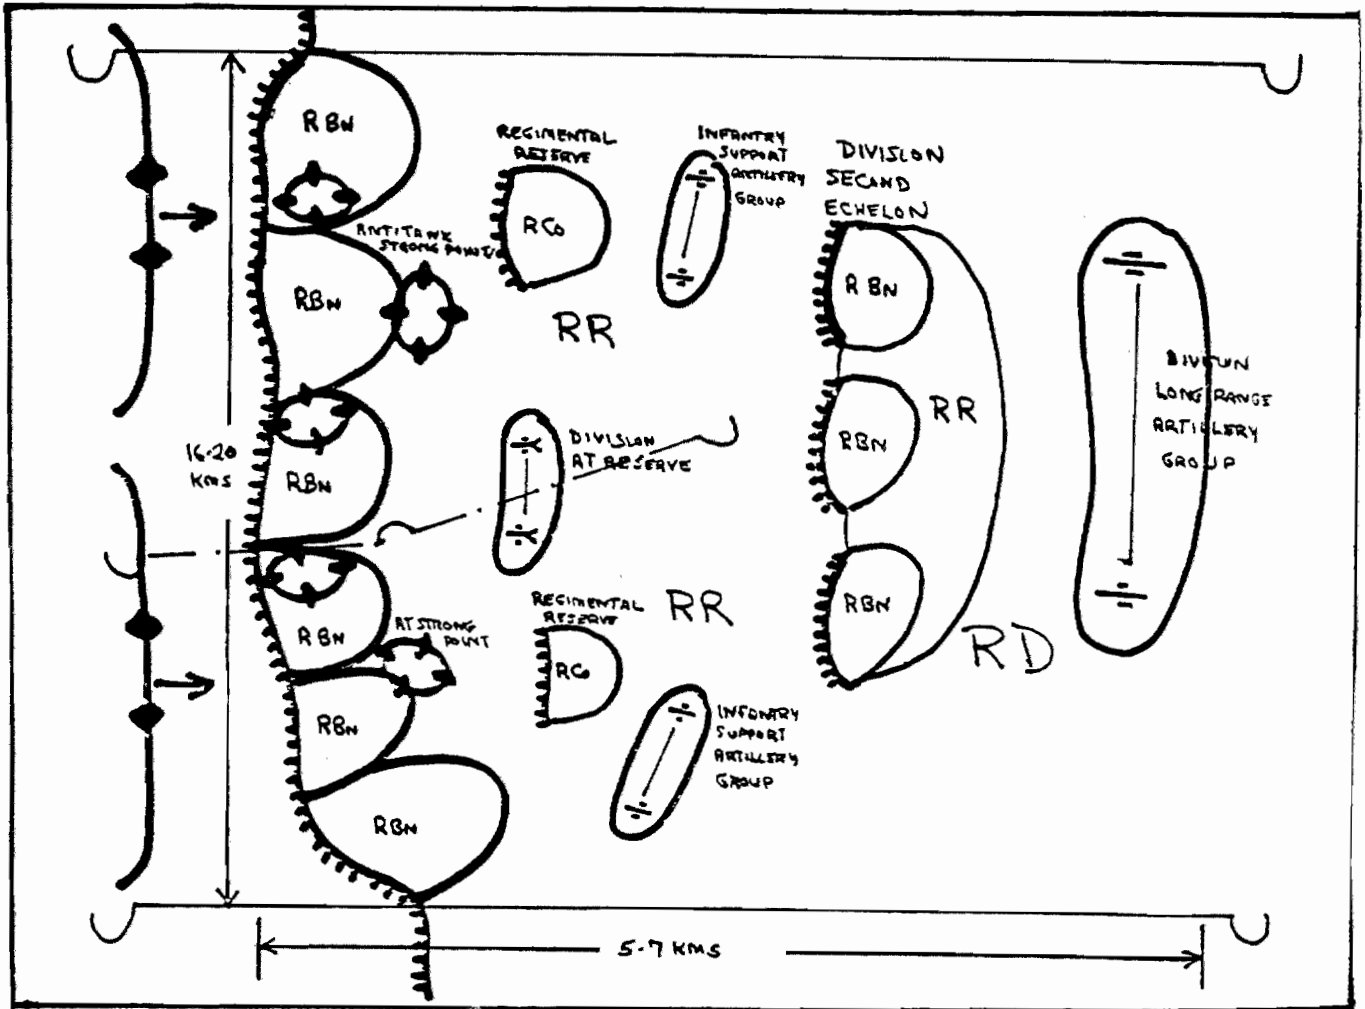 RBN
REGIMENTAL
RESERVE
RCO
INFANTRY
SUPPORT
ARTILLERY
GROUP
DIVISION
SECOND
ECHELON
ANTITANK
STRONG POINT
RBN
RR
RBN
DIVISION
LONG RANGE
ARTILLERY
GROUP
RR
RBN
16-20
KMS
RBN
DIVISION
AT RESERVE
RBN
RBN
AT STRONG
POINT
REGIMENTAL
RESERVE
RR
RCO
RD
RBN
INFANTRY
SUPPORT
ARTILLERY
GROUP
RBN
5-7 KMS